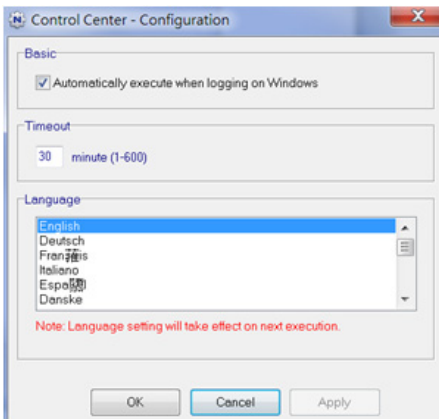 Control Center - Configuration
Basic
Automatically execute when logging on Windows
Timeout
30 minute (1-600)
Language
English
Deutsch
Italiano
Danske
Note: Language setting will take effect on next execution.
OK
Cancel
Apply